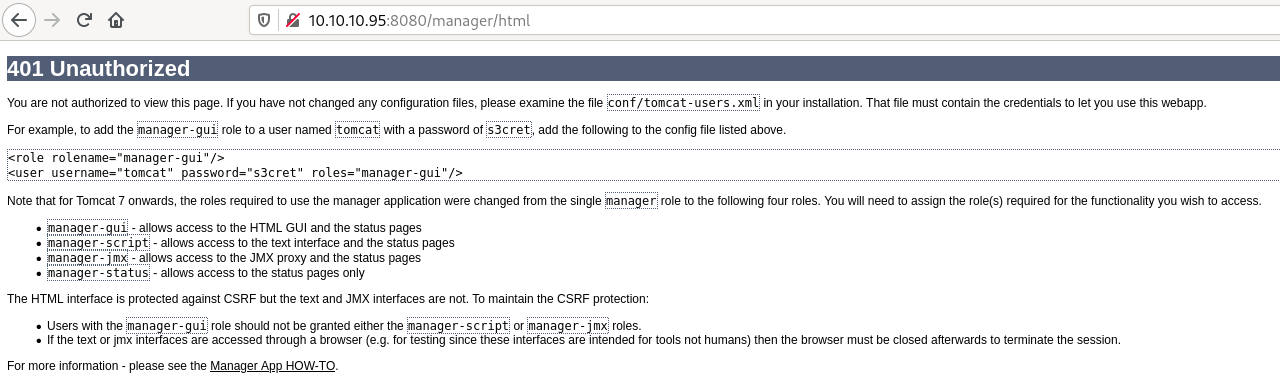 10.10.10.95:8080/manager/html
401 Unauthorized
You are not authorized to view this page. If you have not changed any configuration files, please examine the file conf/tomcat-users.xml in your installation. That file must contain the credentials to let you use this webapp.
For example, to add the manager-gui role to a user named tomcat with a password of s3cret, add the following to the config file listed above.
<role rolename="manager-gui"/>
<user username="tomcat" password="s3cret" roles="manager-gui"/>
Note that for Tomcat 7 onwards, the roles required to use the manager application were changed from the single manager role to the following four roles. You will need to assign the role(s) required for the functionality you wish to access.
• manager-gui - allows access to the HTML GUI and the status pages
• manager-script - allows access to the text interface and the status pages
• manager-jmx - allows access to the JMX proxy and the status pages
• manager-status - allows access to the status pages only
The HTML interface is protected against CSRF but the text and JMX interfaces are not. To maintain the CSRF protection:
• Users with the manager-gui role should not be granted either the manager-script or manager-jmx roles.
• If the text or jmx interfaces are accessed through a browser (e.g. for testing since these interfaces are intended for tools not humans) then the browser must be closed afterwards to terminate the session.
For more information - please see the Manager App HOW-TO.